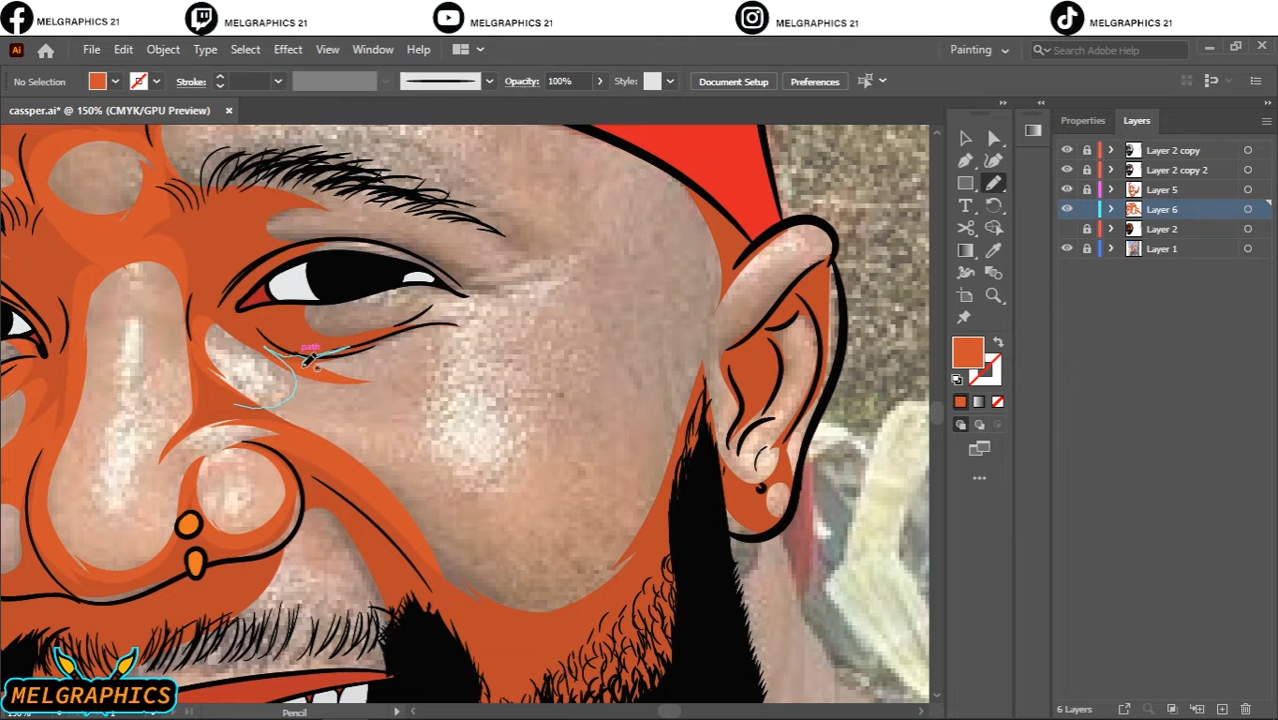 MELGRAPHICS 21 MELGRAPHICS 21 MELGRAPHICS 21 MELGRAPHICS 21 MELGRAPHICS 21
Ai File Edit Object Type Select Effect View Window Help Painting Search Adobe Help
No Selection Stroke: Opacity: 100% Style: Document Setup Preferences
cassper.ai* @ 150% (CMYK/GPU Preview)
Properties Layers
Layer 2 copy
Layer 2 copy 2
Layer 5
Layer 6
Layer 2
Layer 1
path
MELGRAPHICS
Pencil
6 Layers